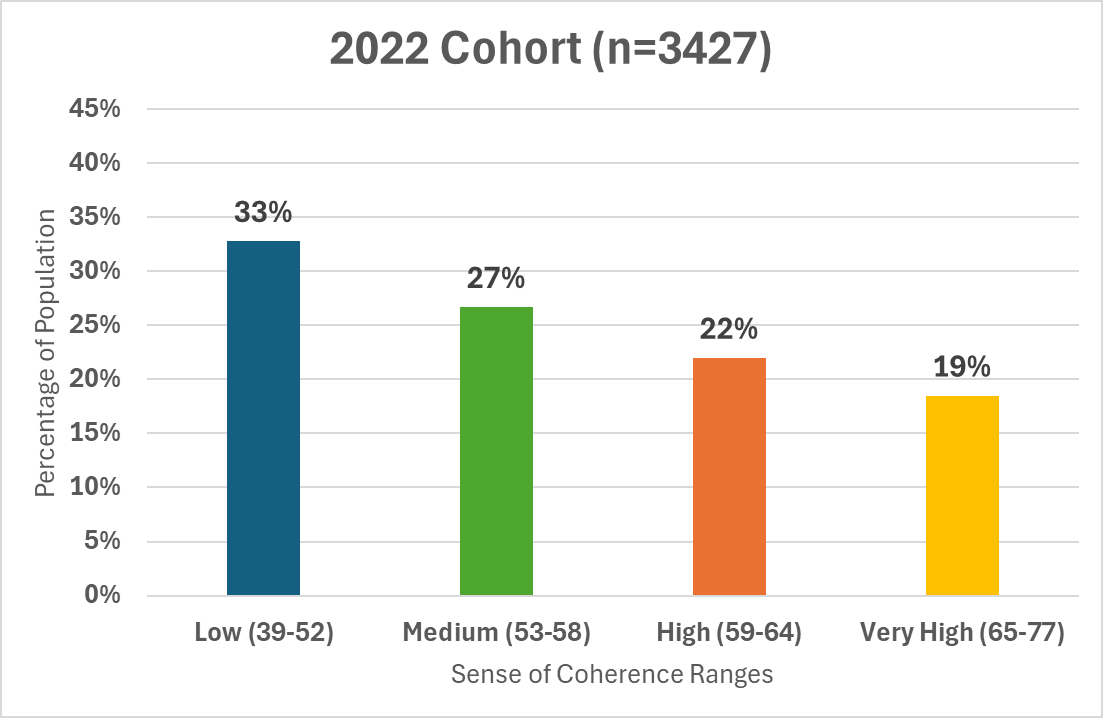 2022 Cohort (n=3427)
Percentage of Population
45%
40%
35%
30%
25%
20%
15%
10%
5%
0%
33%
27%
22%
19%
Low (39-52)
Medium (53-58)
High (59-64)
Very High (65-77)
Sense of Coherence Ranges